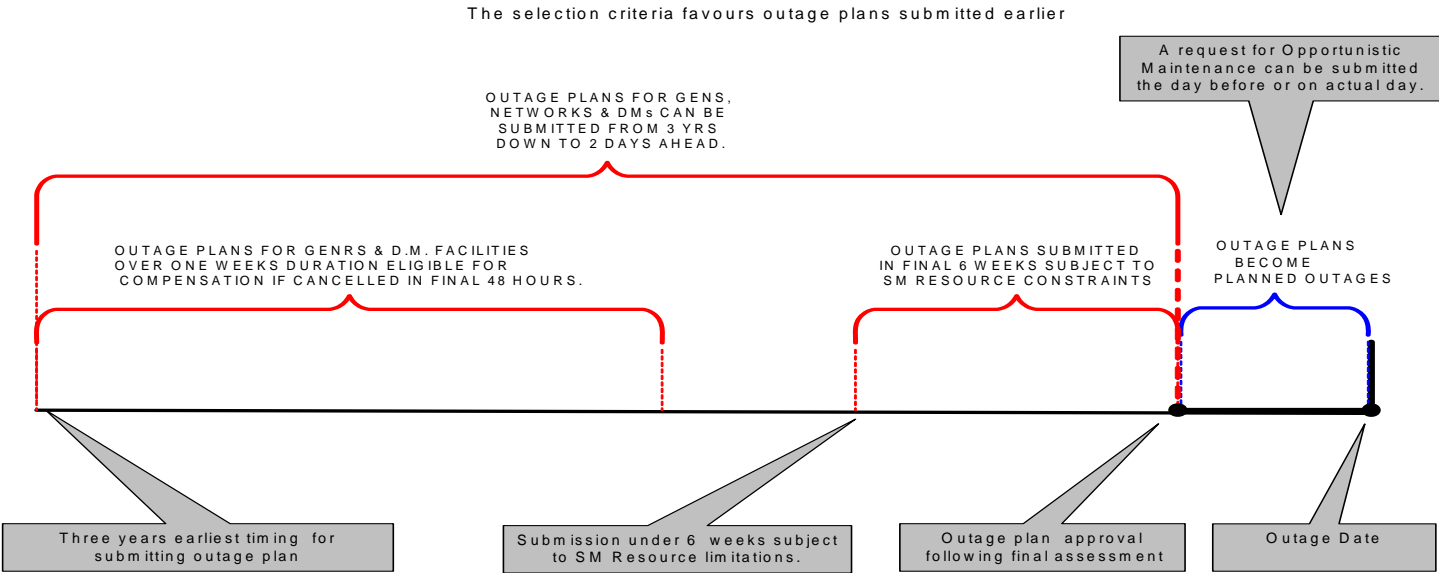 The selection criteria favours outage plans submitted earlier
A request for Opportunistic
Maintenance can be submitted
the day before or on actual day.
OUTAGE PLANS FOR GENS,
NETWORKS & DMs CAN BE
SUBMITTED FROM 3 YRS
DOWN TO 2 DAYS AHEAD.
OUTAGE PLANS FOR GENRS & D.M. FACILITIES
OVER ONE WEEKS DURATION ELIGIBLE FOR
COMPENSATION IF CANCELLED IN FINAL 48 HOURS.
OUTAGE PLANS SUBMITTED
IN FINAL 6 WEEKS SUBJECT TO
SM RESOURCE CONSTRAINTS
OUTAGE PLANS
BECOME
PLANNED OUTAGES
Three years earliest timing for
submitting outage plan
Submission under 6 weeks subject
to SM Resource limitations.
Outage plan approval
following final assessment
Outage Date